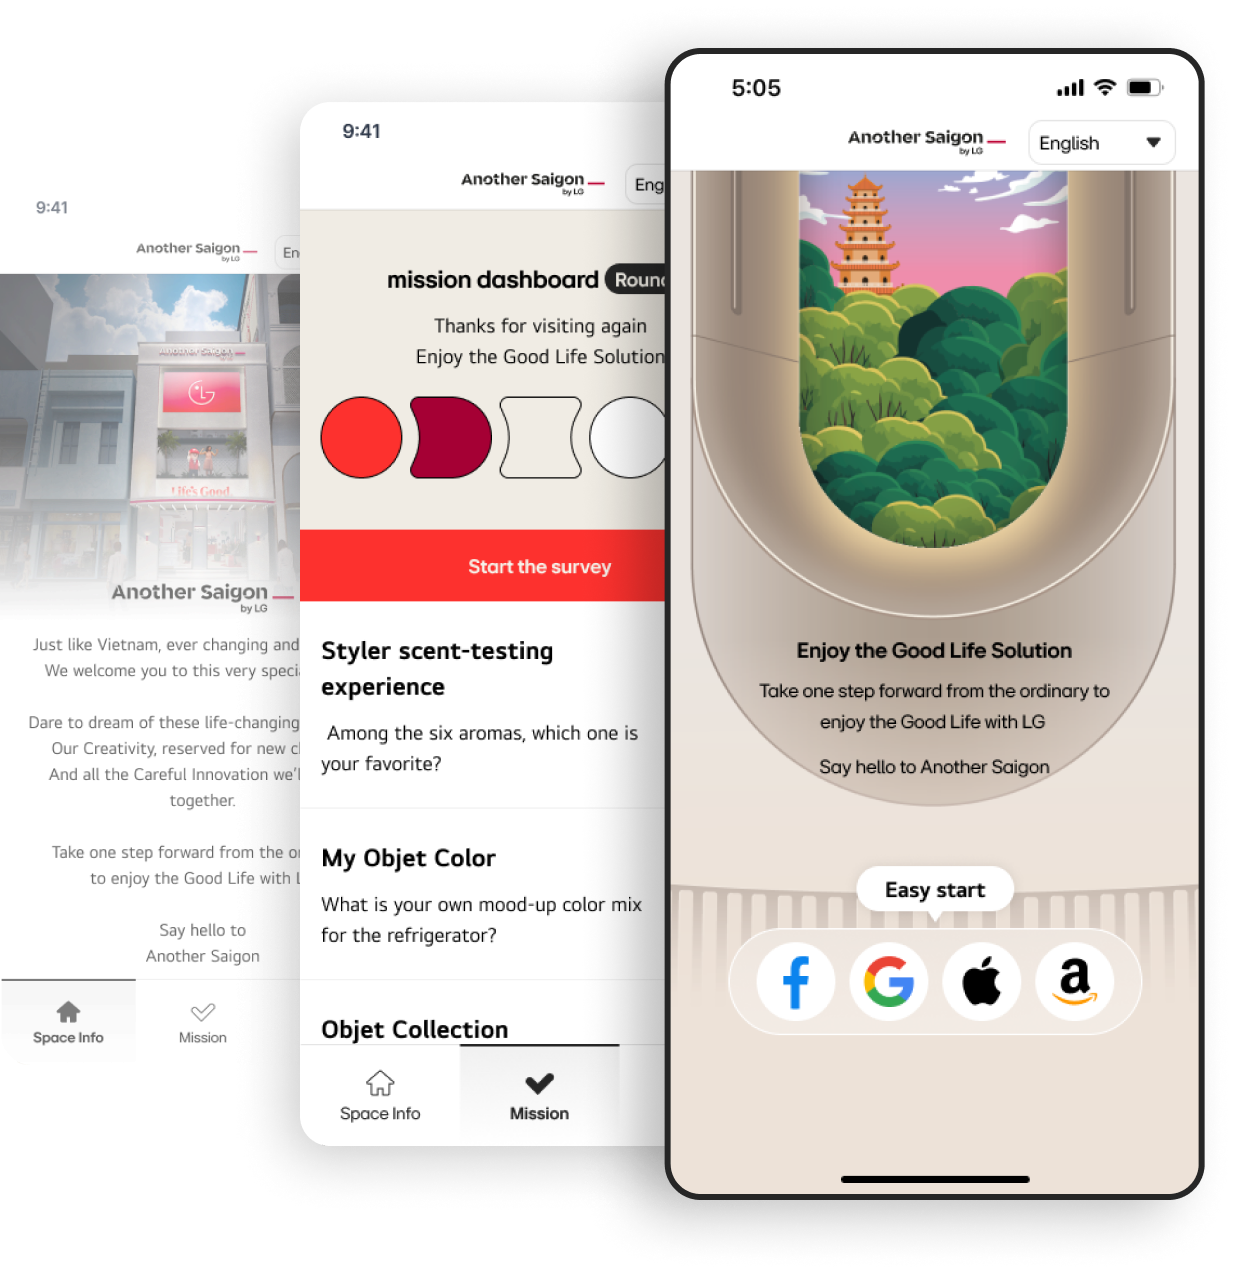 9:41
Another Saigon
by LG
Another Saigon
LG
Life's Good.
Another Saigon
by LG
Just like Vietnam, ever changing and
We welcome you to this very
Dare to dream of these life-changing
Our Creativity, reserved for new
And all the Careful Innovation
together.
Take one step forward from the
to enjoy the Good Life with
Say hello to
Another Saigon
Space Info
Mission
9:41
Another Saigon
by LG
mission dashboard
Thanks for visiting again
Enjoy the Good Life Solution
Start the survey
Styler scent-testing
experience
Among the six aromas, which one is
your favorite?
My Objet Color
What is your own mood-up color mix
for the refrigerator?
Objet Collection
Space Info
Mission
5:05
Another Saigon
by LG
English
Enjoy the Good Life Solution
Take one step forward from the ordinary to
enjoy the Good Life with LG
Say hello to Another Saigon
Easy start